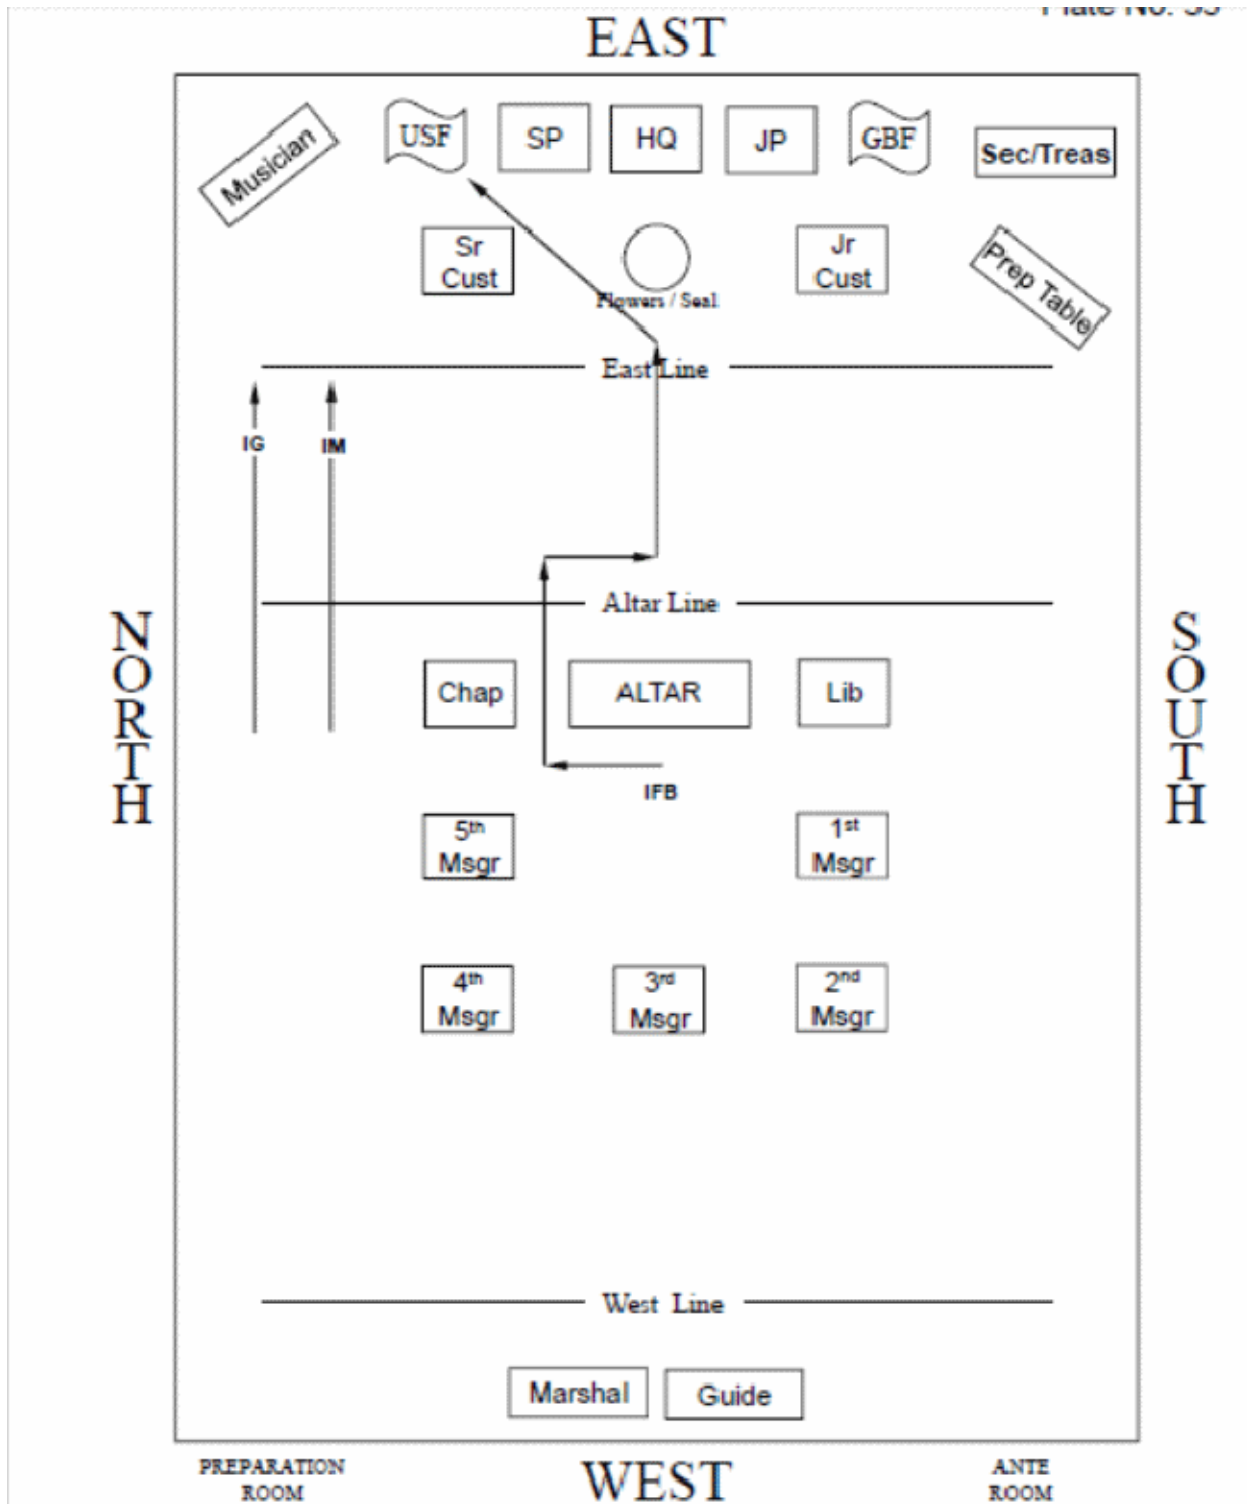 EAST
Musician
USF
SP
HQ
JP
GBF
Sec/Treas
Sr
Cust
Flowers / Seal
Jr
Cust
Prep Table
East Line
IG
IM
Altar Line
NORTH
SOUTH
Chap
ALTAR
Lib
IFB
5th
Msgr
1st
Msgr
4th
Msgr
3rd
Msgr
2nd
Msgr
West Line
Marshal
Guide
PREPARATION
ROOM
WEST
ANTE
ROOM